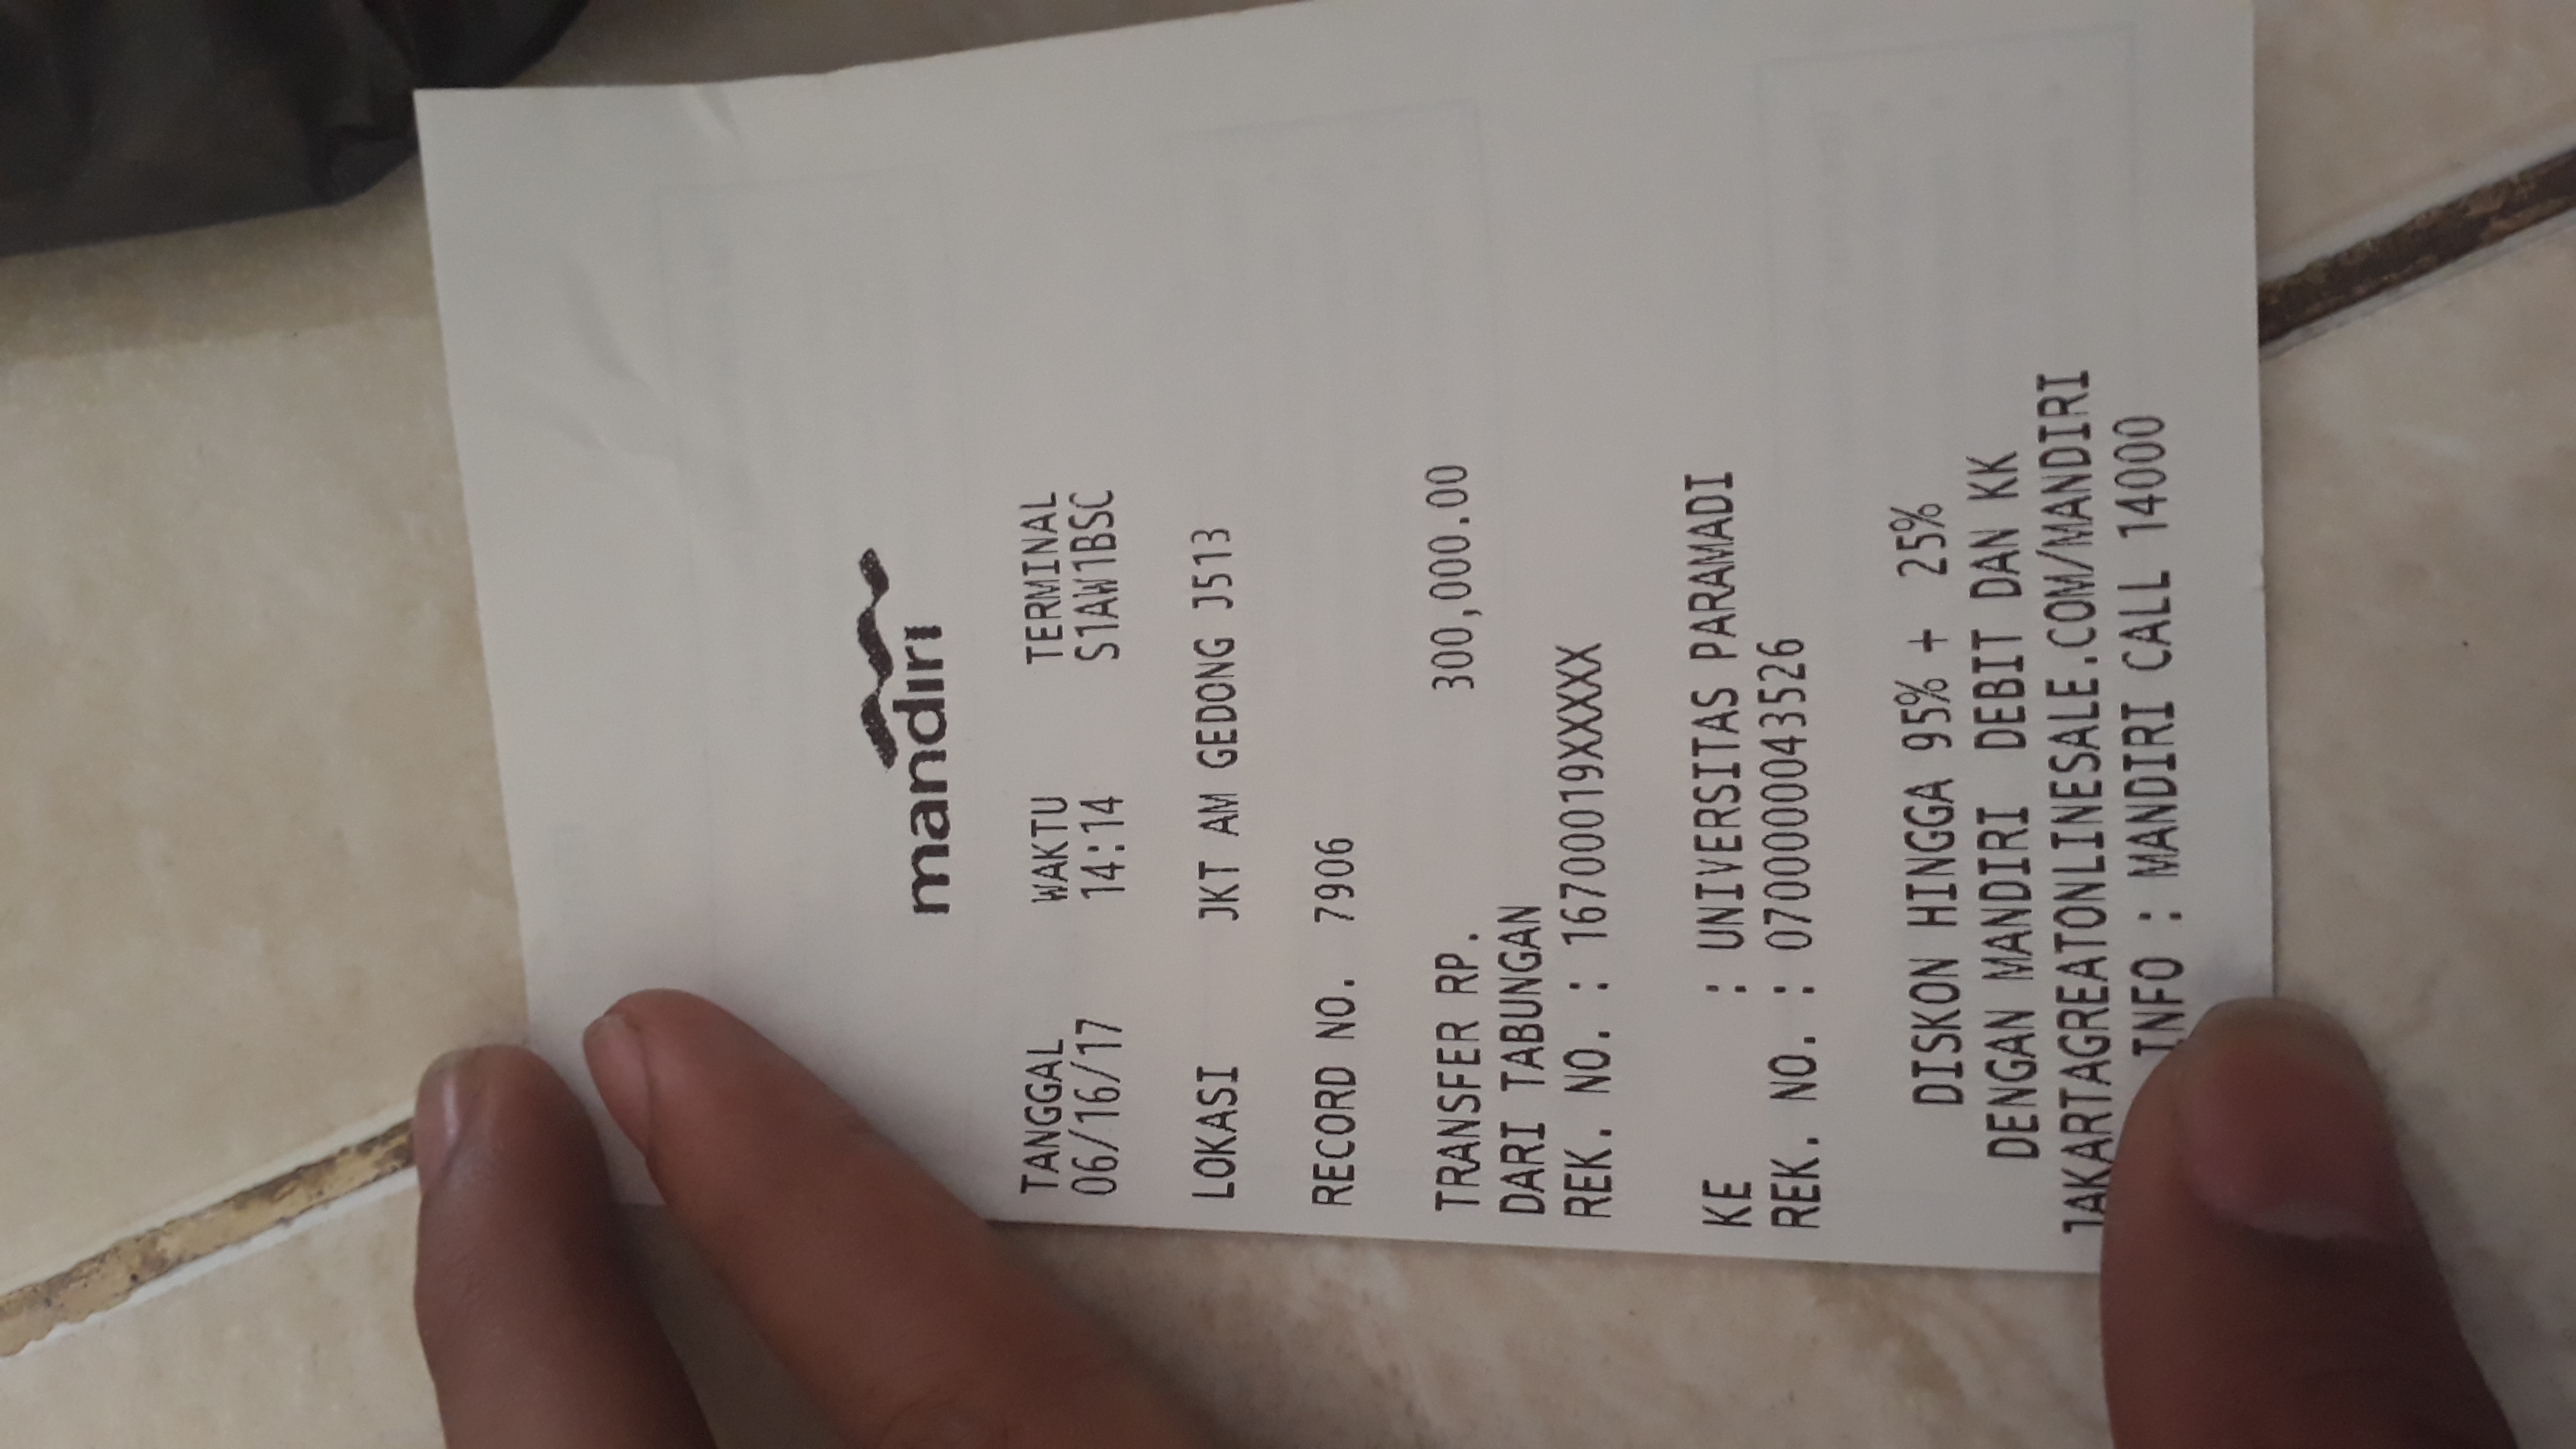 mandiri
TANGGAL WAKTU TERMINAL
06/16/17 14:14 S1AW1BSC
LOKASI JKT AM GEDONG J513
RECORD NO. 7906
TRANSFER RP. 300,000.00
DARI TABUNGAN
REK. NO. : 16700019XXXXX
KE : UNIVERSITAS PARAMADI
REK. NO. : 0700000043526
DISKON HINGGA 95% + 25%
DENGAN MANDIRI DEBIT DAN KK
JAKARTAGREATONLINESALE.COM/MANDIRI
INFO : MANDIRI CALL 14000